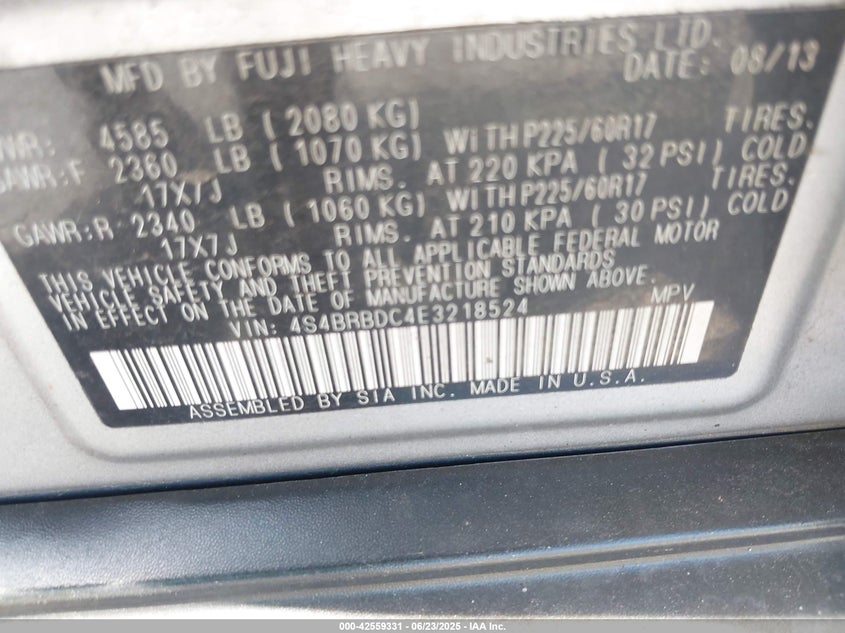 MFD BY FUJI HEAVY INDUSTRIES LTD.
DATE: 08/13
4585 LB ( 2080 KG)
GAWR:F 2360 LB ( 1070 KG) WITH P225/60R17 TIRES.
17X7J RIMS. AT 220 KPA ( 32 PSI) COLD
GAWR:R 2340 LB ( 1060 KG) WITH P225/60R17 TIRES.
17X7J RIMS. AT 210 KPA ( 30 PSI) COLD
THIS VEHICLE CONFORMS TO ALL APPLICABLE FEDERAL MOTOR
VEHICLE SAFETY AND THEFT PREVENTION STANDARDS
IN EFFECT ON THE DATE OF MANUFACTURE SHOWN ABOVE.
VIN: 4S4BRBDC4E3218524 MPV
ASSEMBLED BY SIA INC. MADE IN U.S.A.
000-42559331 - 06/23/2025 - IAA Inc.